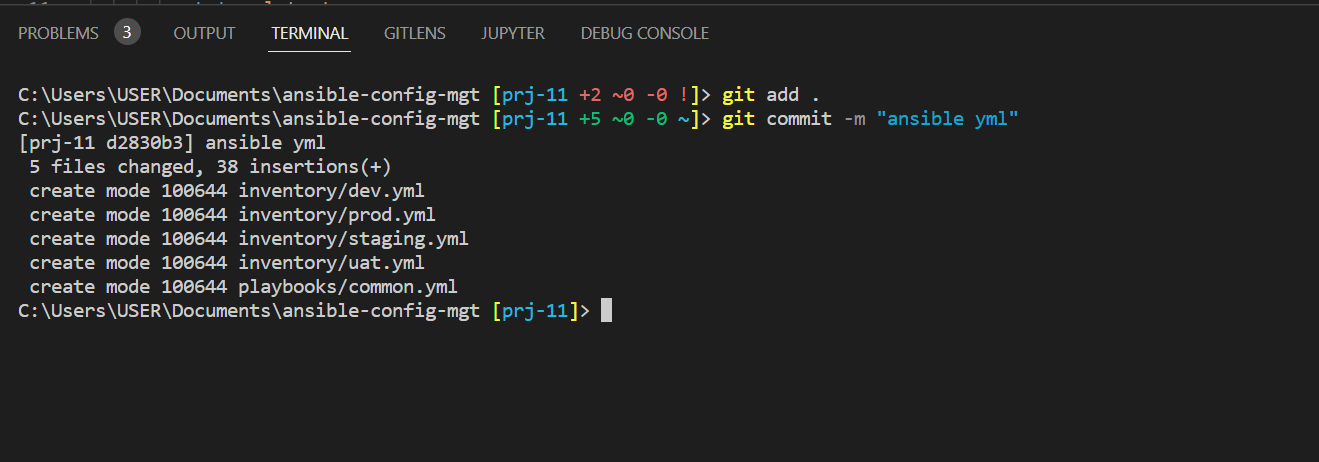 PROBLEMS 3 OUTPUT TERMINAL GITLENS JUPYTER DEBUG CONSOLE
C:\Users\USER\Documents\ansible-config-mgt [prj-11 +2 ~0 -0 !]> git add .
C:\Users\USER\Documents\ansible-config-mgt [prj-11 +5 ~0 -0 ~]> git commit -m "ansible yml"
[prj-11 d2830b3] ansible yml
 5 files changed, 38 insertions(+)
 create mode 100644 inventory/dev.yml
 create mode 100644 inventory/prod.yml
 create mode 100644 inventory/staging.yml
 create mode 100644 inventory/uat.yml
 create mode 100644 playbooks/common.yml
C:\Users\USER\Documents\ansible-config-mgt [prj-11]>